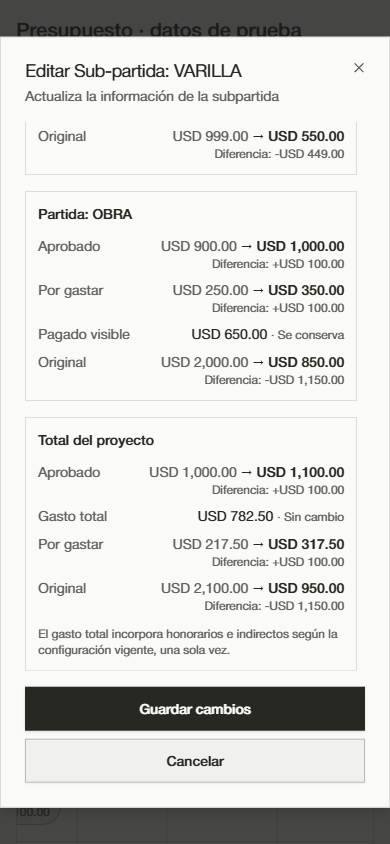 Presupuesto · datos de prueba
Editar Sub-partida: VARILLA
×
Actualiza la información de la subpartida
Original USD 999.00 → USD 550.00
Diferencia: -USD 449.00
Partida: OBRA
Aprobado USD 900.00 → USD 1,000.00
Diferencia: +USD 100.00
Por gastar USD 250.00 → USD 350.00
Diferencia: +USD 100.00
Pagado visible USD 650.00 · Se conserva
Original USD 2,000.00 → USD 850.00
Diferencia: -USD 1,150.00
Total del proyecto
Aprobado USD 1,000.00 → USD 1,100.00
Diferencia: +USD 100.00
Gasto total USD 782.50 · Sin cambio
Por gastar USD 217.50 → USD 317.50
Diferencia: +USD 100.00
Original USD 2,100.00 → USD 950.00
Diferencia: -USD 1,150.00
El gasto total incorpora honorarios e indirectos según la
configuración vigente, una sola vez.
Guardar cambios
Cancelar